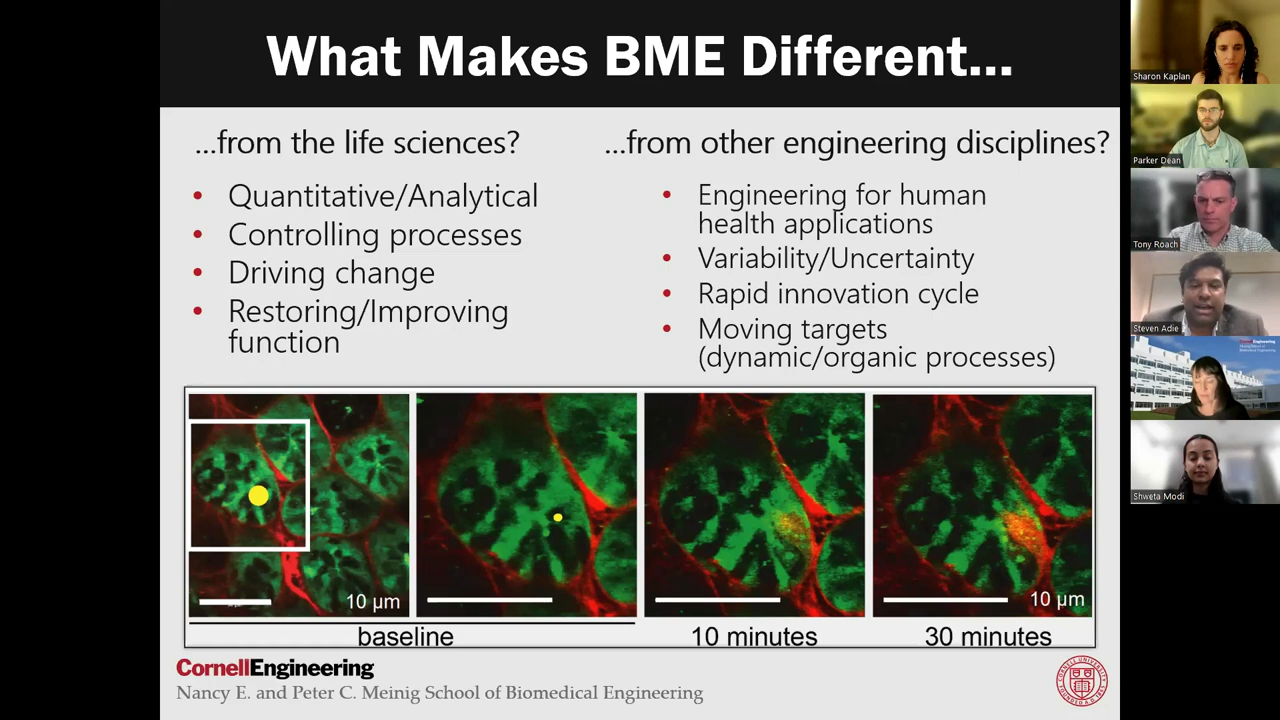 What Makes BME Different...
...from the life sciences?
• Quantitative/Analytical
• Controlling processes
• Driving change
• Restoring/Improving
function
...from other engineering disciplines?
• Engineering for human
health applications
• Variability/Uncertainty
• Rapid innovation cycle
• Moving targets
(dynamic/organic processes)
10 µm
10 µm
baseline
10 minutes
30 minutes
CornellEngineering
Nancy E. and Peter C. Meinig School of Biomedical Engineering
Sharon Kaplan
Parker Dean
Tony Roach
Steven Adie
CornellEngineering
Shweta Modi